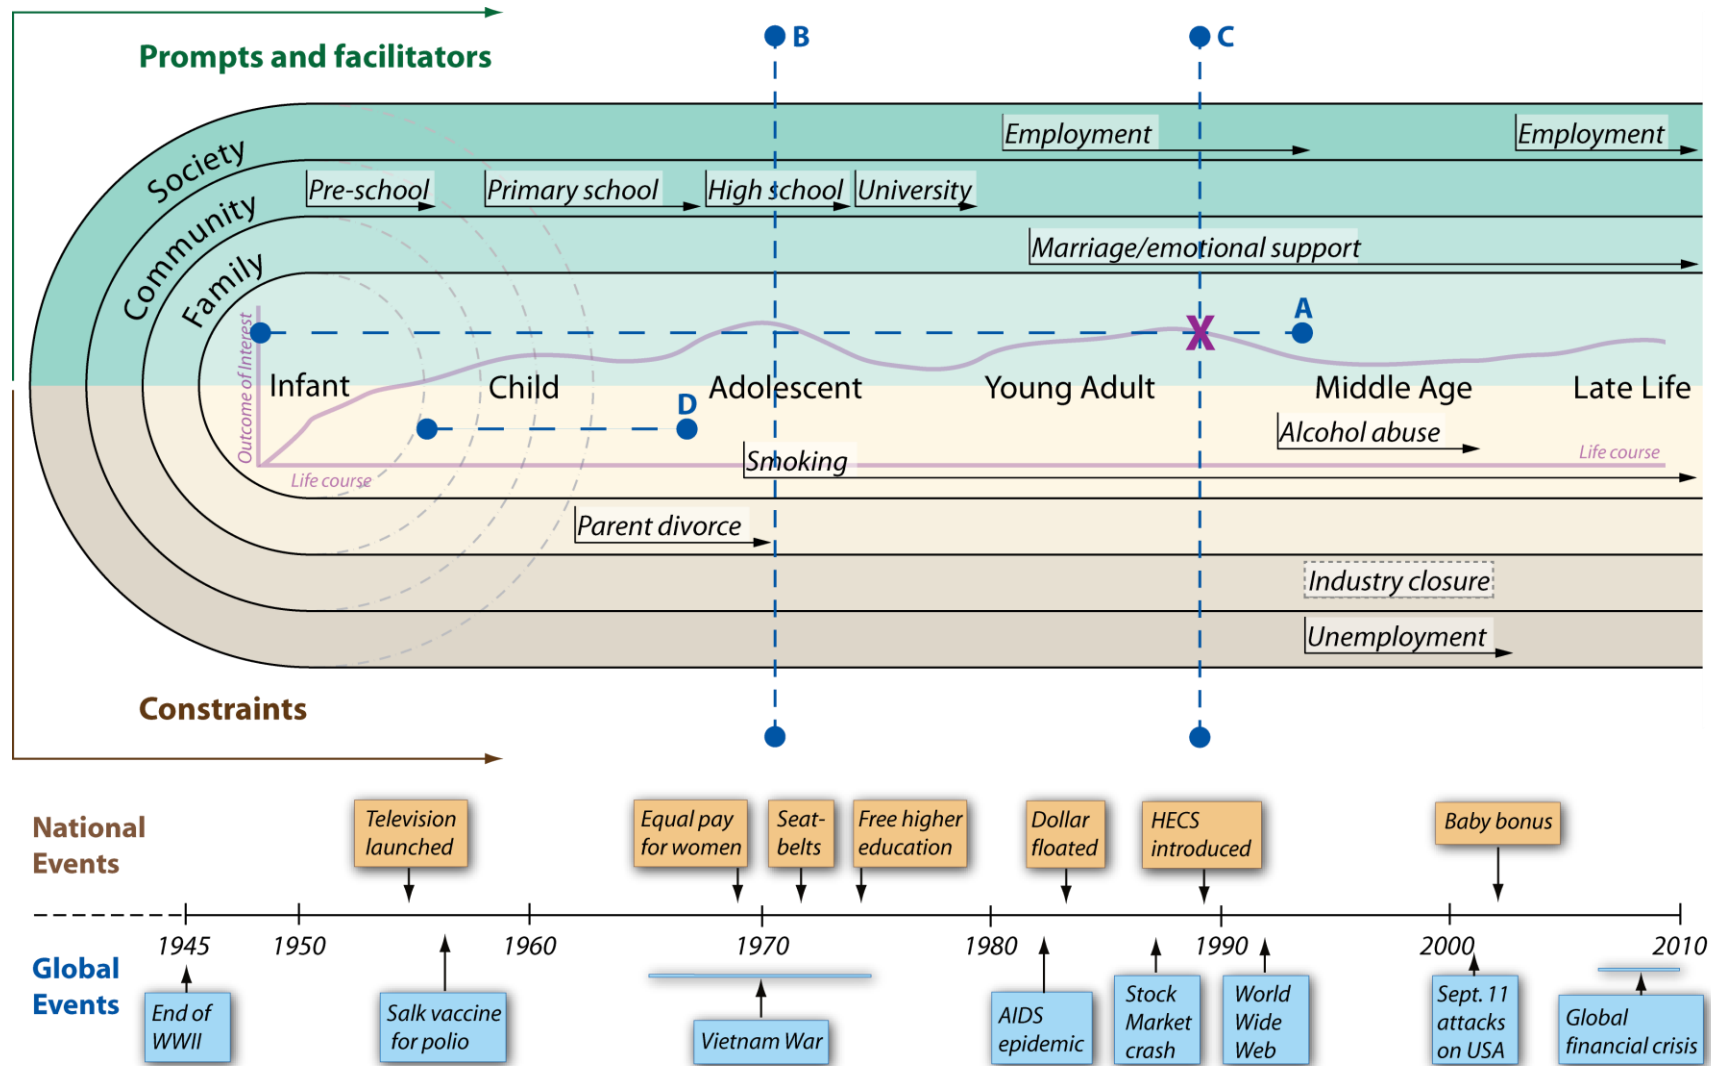 Prompts and facilitators
B
C
Society
Community
Family
Employment
Employment
Pre-school
Primary school
High school
University
Marriage/emotional support
Outcome of Interest
A
X
Infant
Child
Adolescent
Young Adult
Middle Age
Late Life
D
Alcohol abuse
Smoking
Life course
Life course
Parent divorce
Industry closure
Unemployment
Constraints
National
Events
Television
launched
Equal pay
for women
Seat-
belts
Free higher
education
Dollar
floated
HECS
introduced
Baby bonus
1945
1950
1960
1970
1980
1990
2000
2010
Global
Events
End of
WWII
Salk vaccine
for polio
Vietnam War
AIDS
epidemic
Stock
Market
crash
World
Wide
Web
Sept. 11
attacks
on USA
Global
financial crisis